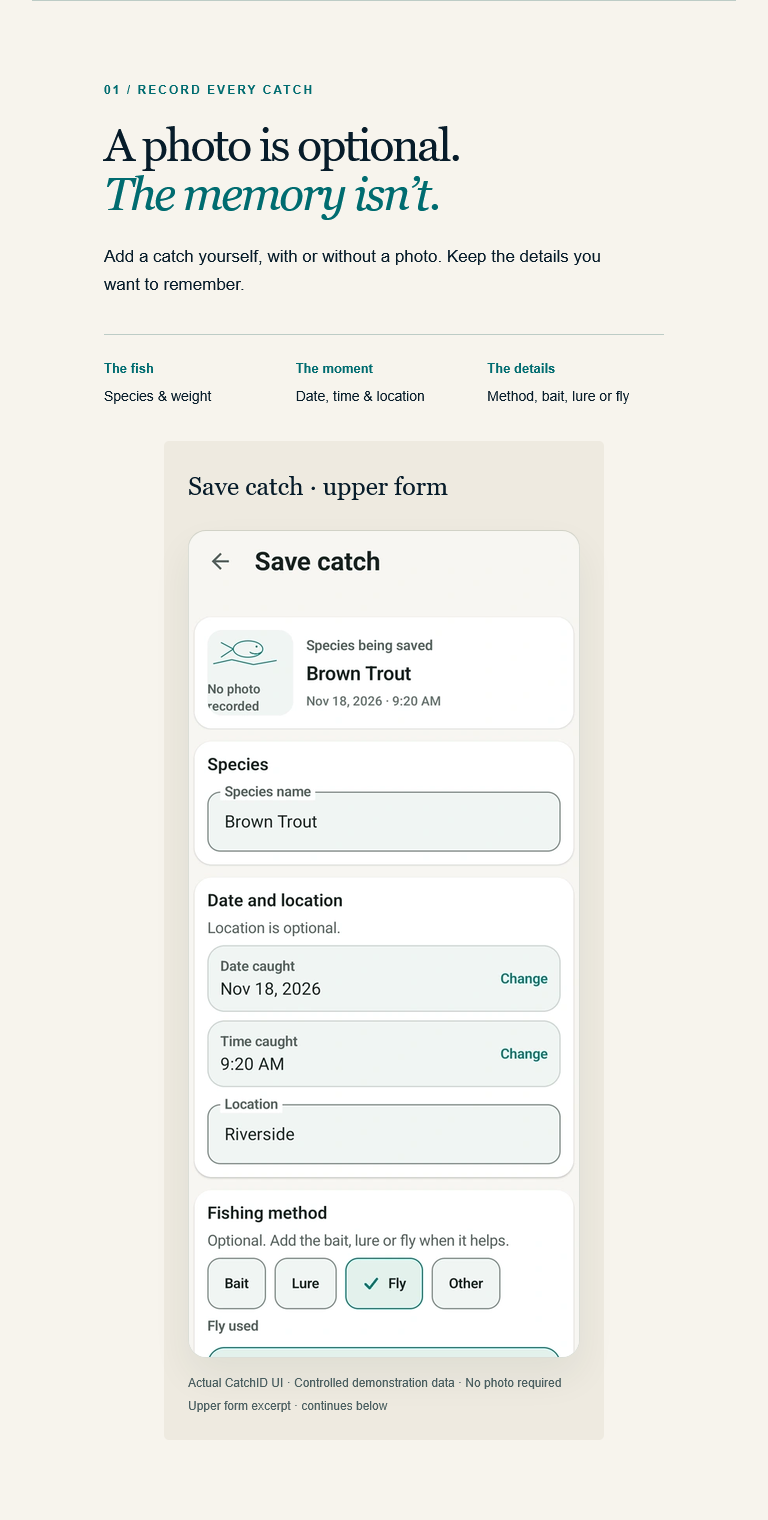 01 / RECORD EVERY CATCH
A photo is optional.
The memory isn’t.
Add a catch yourself, with or without a photo. Keep the details you
want to remember.
The fish
Species & weight
The moment
Date, time & location
The details
Method, bait, lure or fly
Save catch · upper form
Save catch
No photo
recorded
Species being saved
Brown Trout
Nov 18, 2026 · 9:20 AM
Species
Species name
Brown Trout
Date and location
Location is optional.
Date caught
Nov 18, 2026
Change
Time caught
9:20 AM
Change
Location
Riverside
Fishing method
Optional. Add the bait, lure or fly when it helps.
Bait
Lure
Fly
Other
Fly used
Actual CatchID UI · Controlled demonstration data · No photo required
Upper form excerpt · continues below